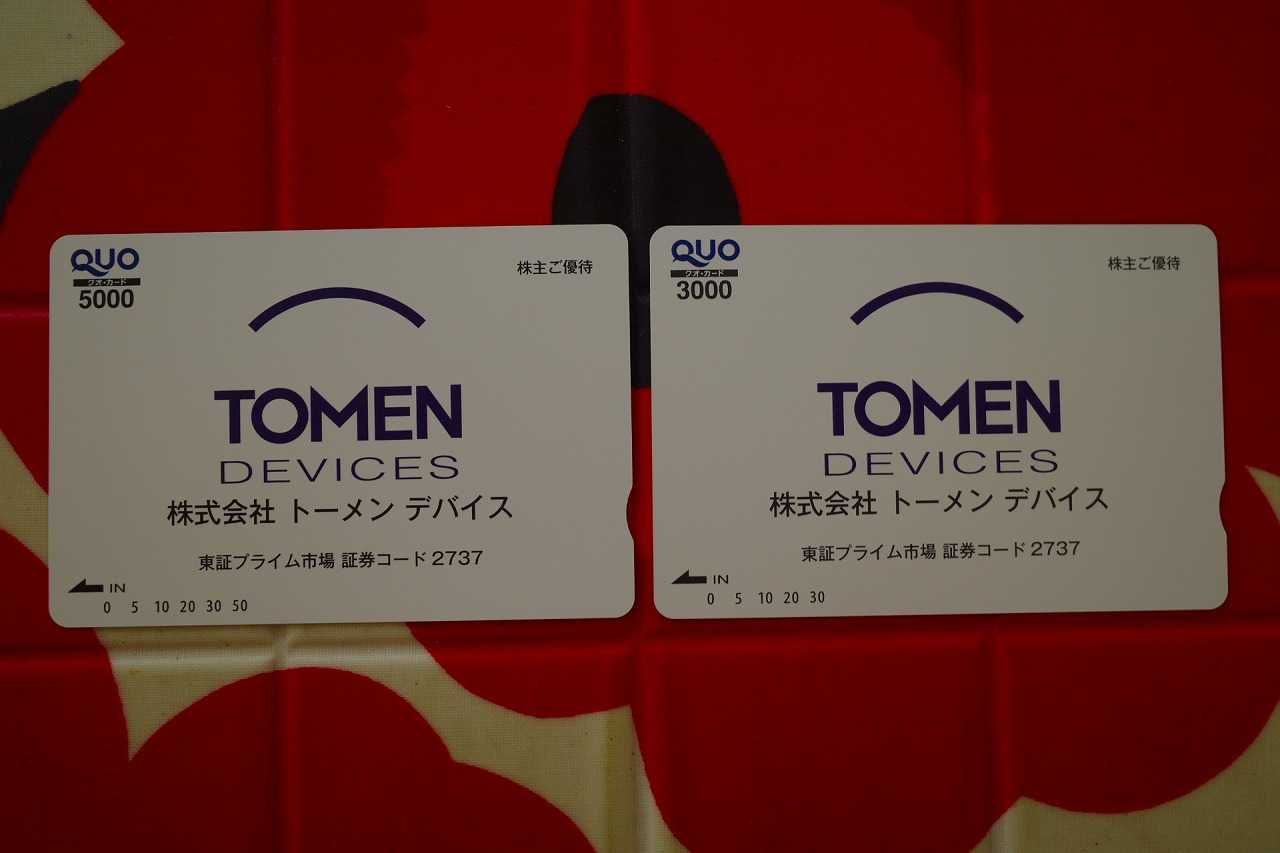 QUO
クオ・カード
5000
株主ご優待
TOMEN
DEVICES
株式会社 トーメン デバイス
東証プライム市場 証券コード 2737
IN
0 5 10 20 30 50
QUO
クオ・カード
3000
株主ご優待
TOMEN
DEVICES
株式会社 トーメン デバイス
東証プライム市場 証券コード 2737
IN
0 5 10 20 30